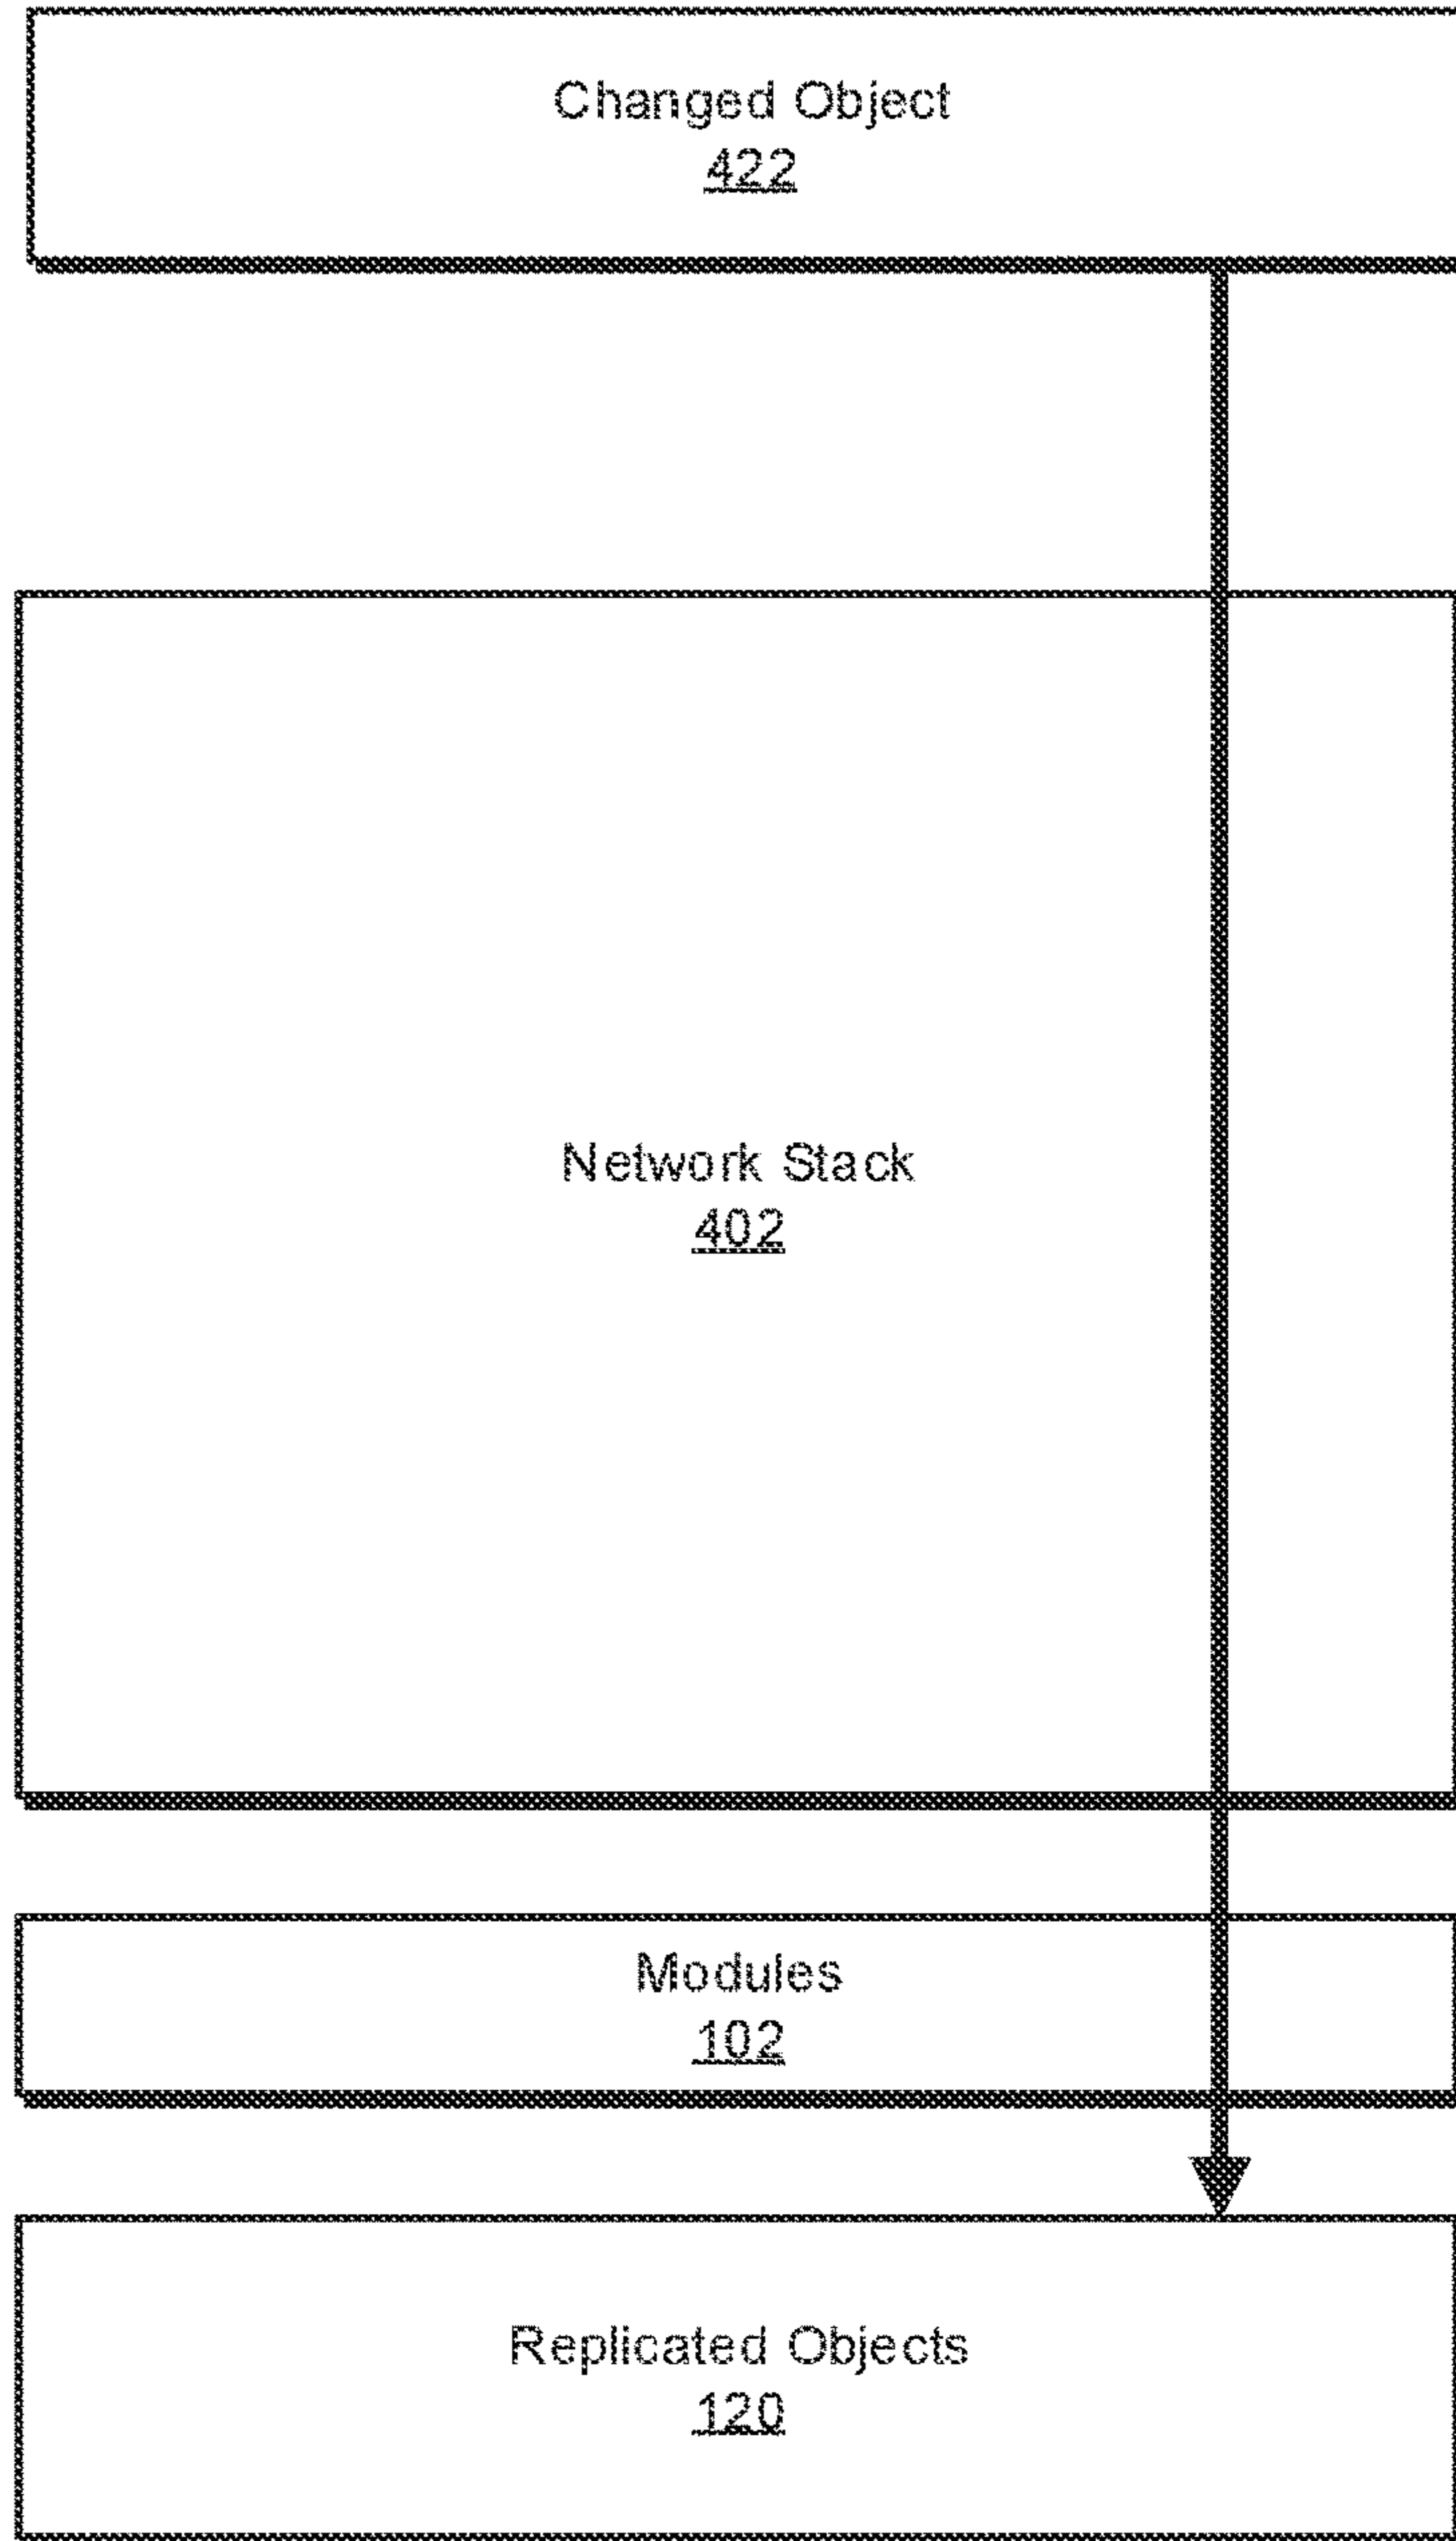 Changed Object
422
Network Stack
402
Modules
102
Replicated Objects
120